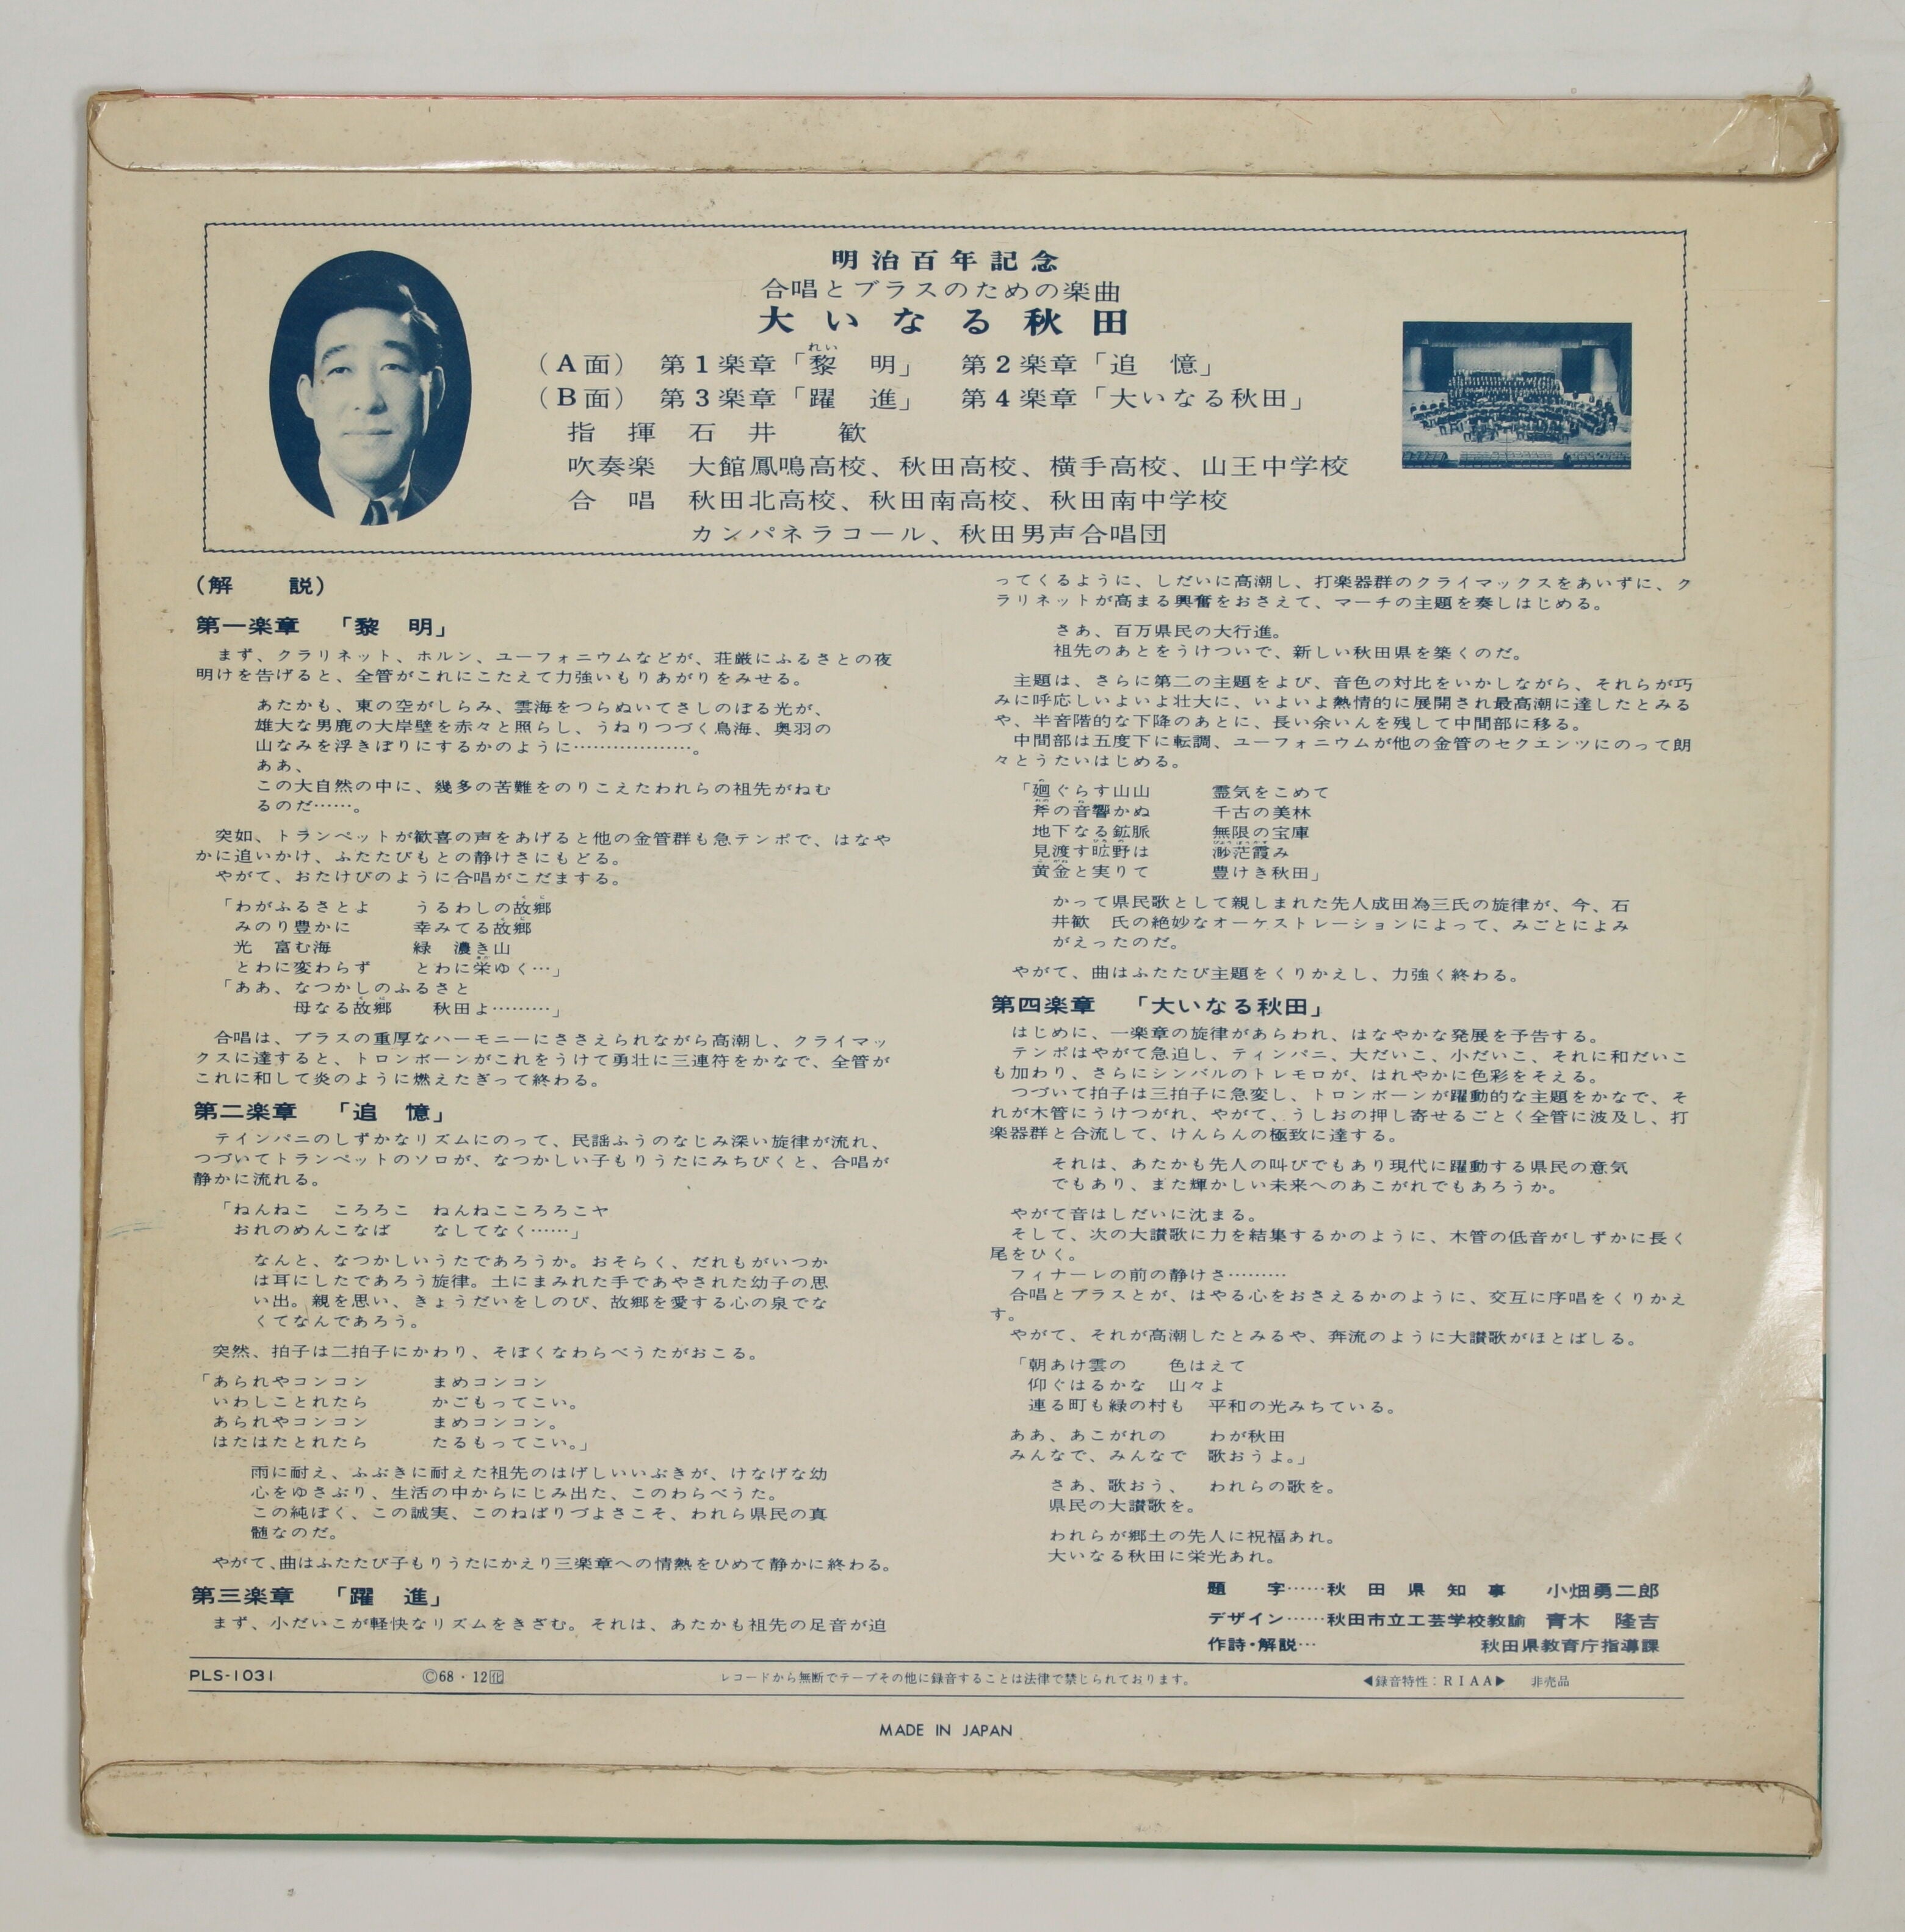 明治百年記念
合唱とブラスのための楽曲
大いなる秋田
(A面) 第1楽章「黎 明」 第2楽章「追 憶」
(B面) 第3楽章「躍 進」 第4楽章「大いなる秋田」
指 揮 石 井 歓
吹奏楽 大館鳳鳴高校、秋田高校、横手高校、山王中学校
合 唱 秋田北高校、秋田南高校、秋田南中学校
カンパネラコール、秋田男声合唱団
(解 説)
第一楽章 「黎 明」
まず、クラリネット、ホルン、ユーフォニウムなどが、荘厳にふるさとの夜
明けを告げると、全管がこれにこたえて力強いもりあがりをみせる。
あたかも、東の空がしらみ、雲海をつらぬいてさしのぼる光が、
雄大な男鹿の大岸壁を赤々と照らし、うねりつづく鳥海、奥羽の
山なみを浮きぼりにするかのように………………。
ああ、
この大自然の中に、幾多の苦難をのりこえたわれらの祖先がねむ
るのだ……。
突如、トランペットが歓喜の声をあげると他の金管群も急テンポで、はなや
かに追いかけ、ふたたびもとの静けさにもどる。
やがて、おたけびのように合唱がこだまする。
「わがふるさとよ うるわしの故郷
みのり豊かに 幸みてる故郷
光 富む海 緑 濃き山
とわに変わらず とわに栄ゆく…」
「ああ、なつかしのふるさと
母なる故郷 秋田よ………」
合唱は、ブラスの重厚なハーモニーにささえられながら高潮し、クライマッ
クスに達すると、トロンボーンがこれをうけて勇壮に三連符をかなで、全管が
これに和して炎のように燃えたぎって終わる。
第二楽章 「追 憶」
テインパニのしずかなリズムにのって、民謡ふうのなじみ深い旋律が流れ、
つづいてトランペットのソロが、なつかしい子もりうたにみちびくと、合唱が
静かに流れる。
「ねんねこ ころろこ ねんねこころろこヤ
おれのめんこなば なしてなく……」
なんと、なつかしいうたであろうか。おそらく、だれもがいつか
は耳にしたであろう旋律。土にまみれた手であやされた幼子の思
い出。親を思い、きょうだいをしのび、故郷を愛する心の泉でな
くてなんであろう。
突然、拍子は二拍子にかわり、そぼくなわらべうたがおこる。
「あられやコンコン まめコンコン
いわしことれたら かごもってこい。
あられやコンコン まめコンコン。
はたはたとれたら たるもってこい。」
雨に耐え、ふぶきに耐えた祖先のはげしいいぶきが、けなげな幼
心をゆさぶり、生活の中からにじみ出た、このわらべうた。
この純ぼく、この誠実、このねばりづよさこそ、われら県民の真
髄なのだ。
やがて、曲はふたたび子もりうたにかえり三楽章への情熱をひめて静かに終わる。
第三楽章 「躍 進」
まず、小だいこが軽快なリズムをきざむ。それは、あたかも祖先の足音が迫
ってくるように、しだいに高潮し、打楽器群のクライマックスをあいずに、ク
ラリネットが高まる興奮をおさえて、マーチの主題を奏しはじめる。
さあ、百万県民の大行進。
祖先のあとをうけついで、新しい秋田県を築くのだ。
主題は、さらに第二の主題をよび、音色の対比をいかしながら、それらが巧
みに呼応しいよいよ壮大に、いよいよ熱情的に展開され最高潮に達したとみる
や、半音階的な下降のあとに、長い余いんを残して中間部に移る。
中間部は五度下に転調、ユーフォニウムが他の金管のセクエンツにのって朗
々とうたいはじめる。
「廻ぐらす山山 霊気をこめて
斧の音響かぬ 千古の美林
地下なる鉱脈 無限の宝庫
見渡す昿野は 渺茫霞み
黄金と実りて 豊けき秋田」
かって県民歌として親しまれた先人成田為三氏の旋律が、今、石
井歓 氏の絶妙なオーケストレーションによって、みごとによみ
がえったのだ。
やがて、曲はふたたび主題をくりかえし、力強く終わる。
第四楽章 「大いなる秋田」
はじめに、一楽章の旋律があらわれ、はなやかな発展を予告する。
テンポはやがて急迫し、ティンパニ、大だいこ、小だいこ、それに和だいこ
も加わり、さらにシンバルのトレモロが、はれやかに色彩をそえる。
つづいて拍子は三拍子に急変し、トロンボーンが躍動的な主題をかなで、そ
れが木管にうけつがれ、やがて、うしおの押し寄せるごとく全管に波及し、打
楽器群と合流して、けんらんの極致に達する。
それは、あたかも先人の叫びでもあり現代に躍動する県民の意気
でもあり、また輝かしい未来へのあこがれでもあろうか。
やがて音はしだいに沈まる。
そして、次の大讃歌に力を結集するかのように、木管の低音がしずかに長く
尾をひく。
フィナーレの前の静けさ………
合唱とブラスとが、はやる心をおさえるかのように、交互に序唱をくりかえ
す。
やがて、それが高潮したとみるや、奔流のように大讃歌がほとばしる。
「朝あけ雲の 色はえて
仰ぐはるかな 山々よ
連る町も緑の村も 平和の光みちている。
ああ、あこがれの わが秋田
みんなで、みんなで 歌おうよ。」
さあ、歌おう、 われらの歌を。
県民の大讃歌を。
われらが郷土の先人に祝福あれ。
大いなる秋田に栄光あれ。
題 字……秋田県知事 小畑勇二郎
デザイン……秋田市立工芸学校教諭 青木 隆吉
作詩・解説… 秋田県教育庁指導課
PLS-1031 ©68・12 レコードから無断でテープその他に録音することは法律で禁じられております。 ◀録音特性:RIAA▶ 非売品
MADE IN JAPAN